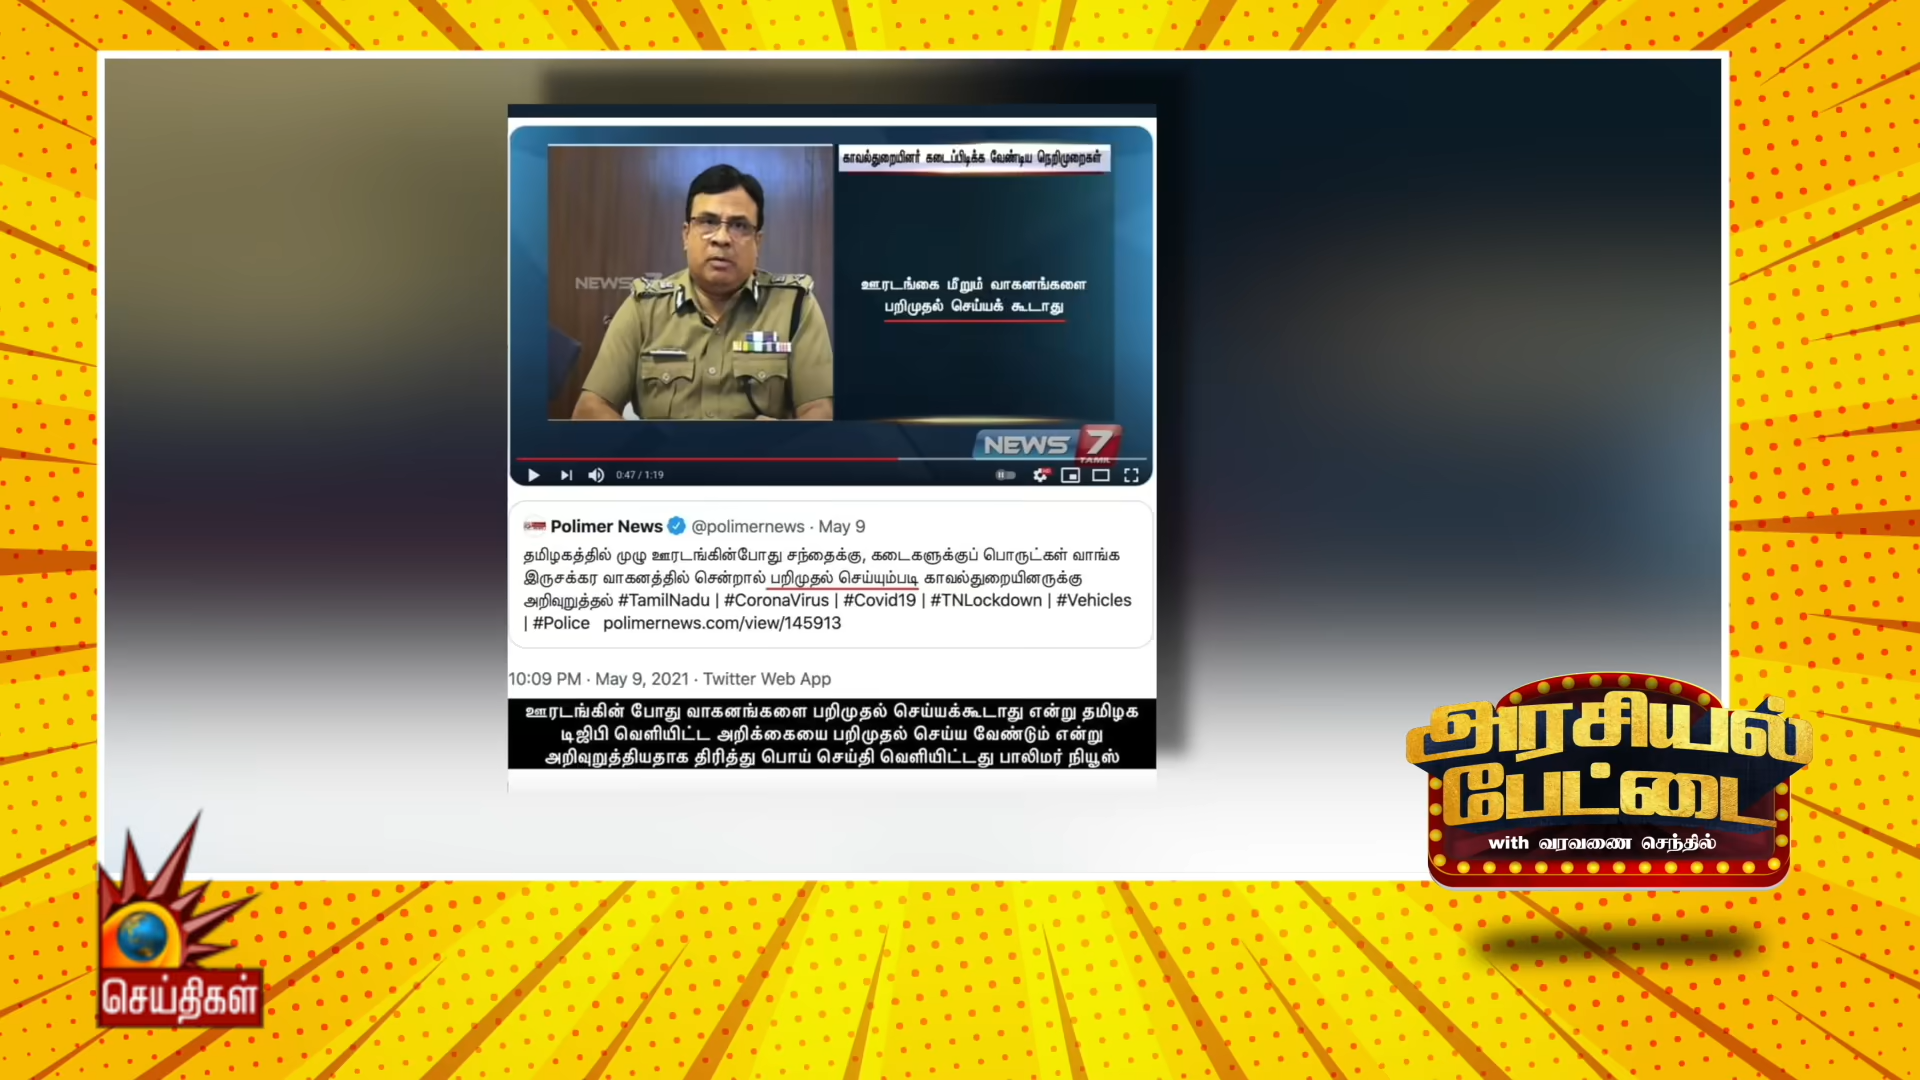 காவல்துறையினர் கடைப்பிடிக்க வேண்டிய நெறிமுறைகள்
NEWS 7
ஊரடங்கை மீறும் வாகனங்களை
பறிமுதல் செய்யக் கூடாது
NEWS 7
TAMIL
0:47 / 1:19
Polimer News @polimernews · May 9
தமிழகத்தில் முழு ஊரடங்கின்போது சந்தைக்கு, கடைகளுக்குப் பொருட்கள் வாங்க
இருசக்கர வாகனத்தில் சென்றால் பறிமுதல் செய்யும்படி காவல்துறையினருக்கு
அறிவுறுத்தல் #TamilNadu | #CoronaVirus | #Covid19 | #TNLockdown | #Vehicles
| #Police polimernews.com/view/145913
10:09 PM · May 9, 2021 · Twitter Web App
ஊரடங்கின் போது வாகனங்களை பறிமுதல் செய்யக்கூடாது என்று தமிழக
டிஜிபி வெளியிட்ட அறிக்கையை பறிமுதல் செய்ய வேண்டும் என்று
அறிவுறுத்தியதாக திரித்து பொய் செய்தி வெளியிட்டது பாலிமர் நியூஸ்
அரசியல்
பேட்டை
with வரவணை செந்தில்
செய்திகள்